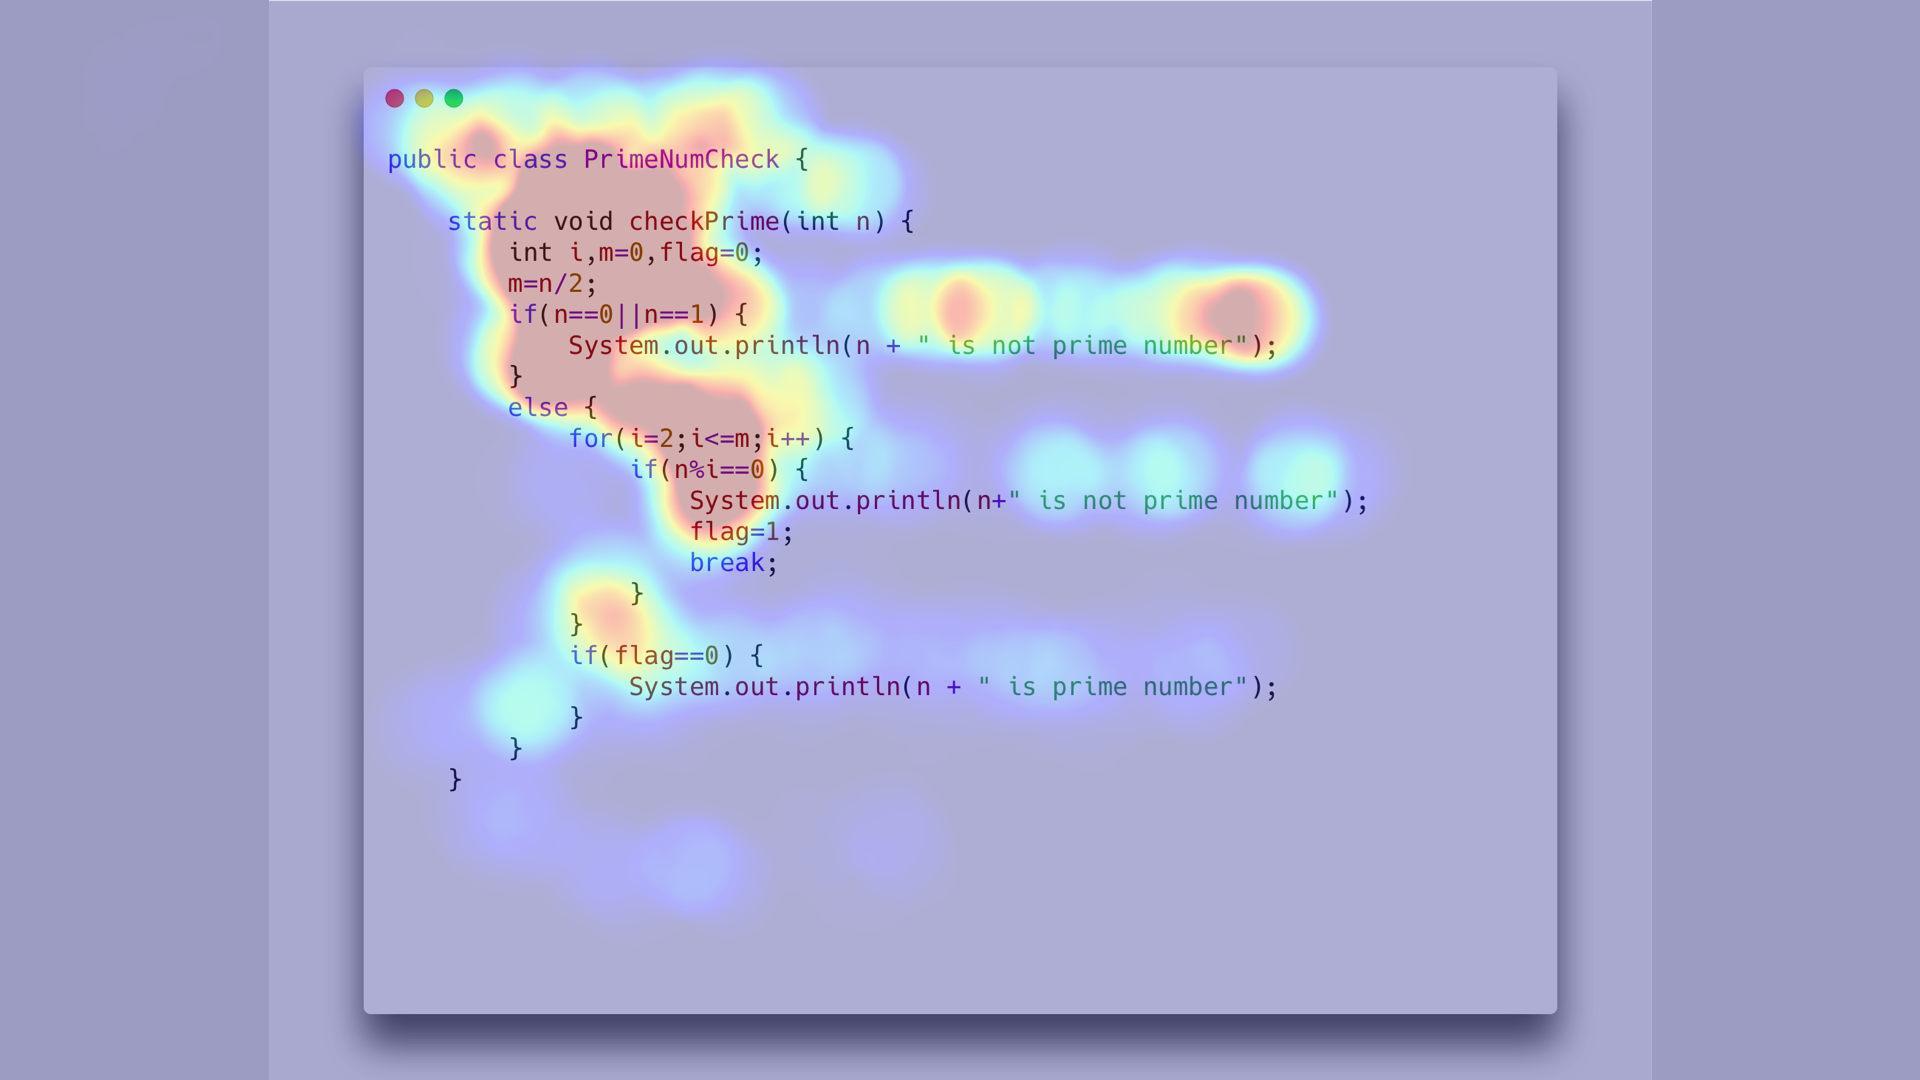 public class PrimeNumCheck {
static void checkPrime(int n) {
int i,m=0,flag=0;
m=n/2;
if(n==0||n==1) {
System.out.println(n + " is not prime number");
}
else {
for(i=2;i<=m;i++) {
if(n%i==0) {
System.out.println(n+" is not prime number");
flag=1;
break;
}
}
if(flag==0) {
System.out.println(n + " is prime number");
}
}
}